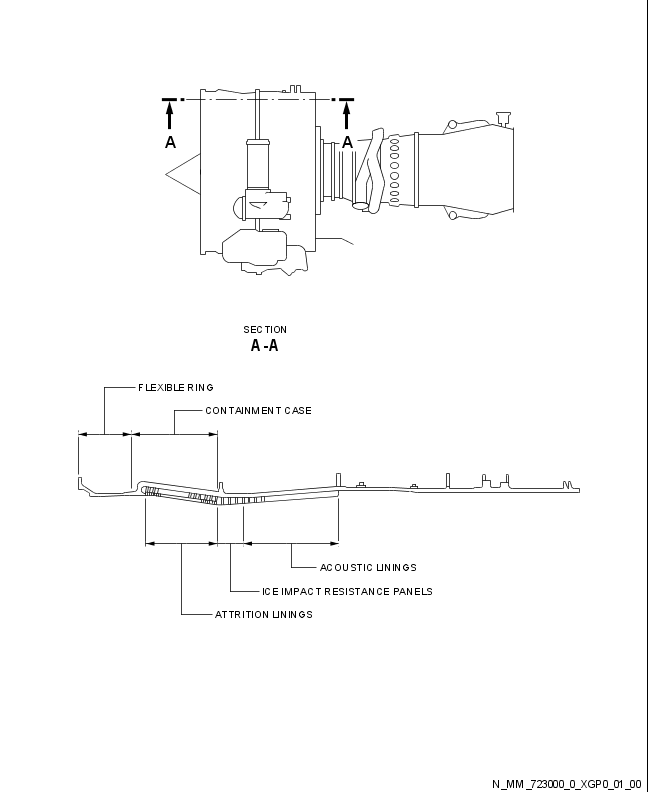 A
A
SECTION
A-A
FLEXIBLE RING
CONTAINMENT CASE
ACOUSTIC LININGS
ICE IMPACT RESISTANCE PANELS
ATTRITION LININGS
N_MM_723000_0_XGP0_01_00